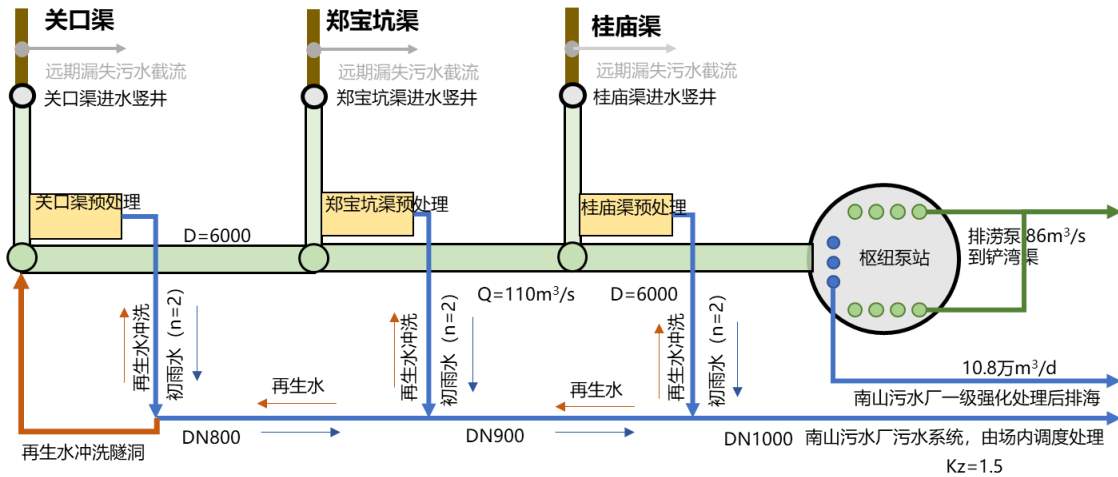 关口渠
郑宝坑渠
桂庙渠
远期漏失污水截流
远期漏失污水截流
远期漏失污水截流
关口渠进水竖井
郑宝坑渠进水竖井
桂庙渠进水竖井
关口渠预处理
郑宝坑渠预处理
桂庙渠预处理
D=6000
排涝泵 86m³/s
到铲湾渠
枢纽泵站
Q=110m³/s
D=6000
再生水冲洗
初雨水（n=2）
再生水冲洗
初雨水（n=2）
再生水冲洗
初雨水（n=2）
10.8万m³/d
南山污水厂一级强化处理后排海
再生水
再生水
再生水冲洗隧洞
DN800
DN900
DN1000
南山污水厂污水系统，由场内调度处理
Kz=1.5